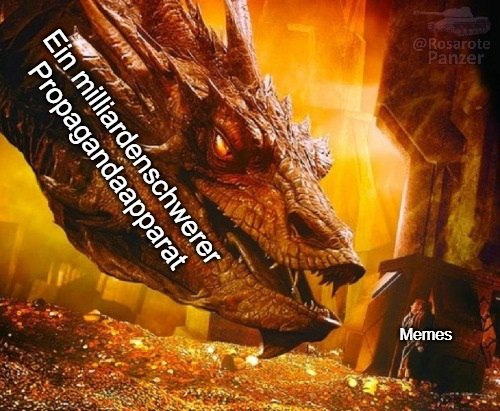 @Rosarote
Panzer
Ein milliardenschwerer
Propagandaapparat
Memes